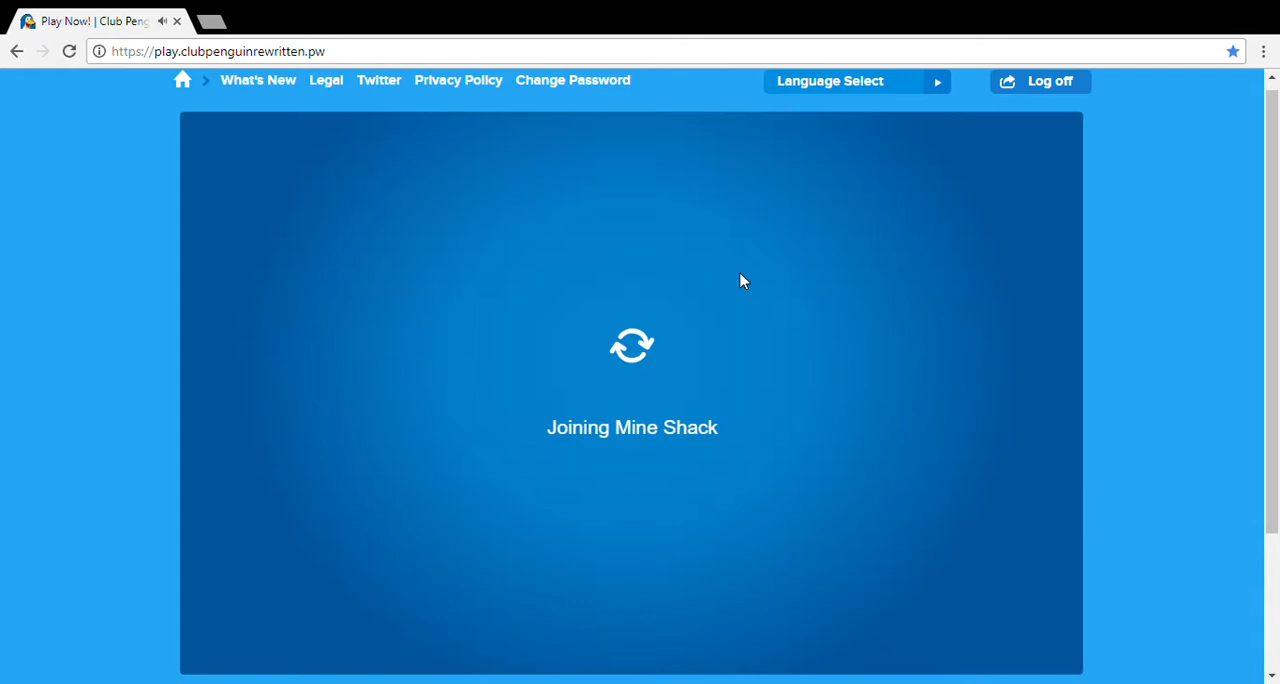 Play Now! | Club Peng
https://play.clubpenguinrewritten.pw
What's New Legal Twitter Privacy Policy Change Password Language Select Log off
Joining Mine Shack